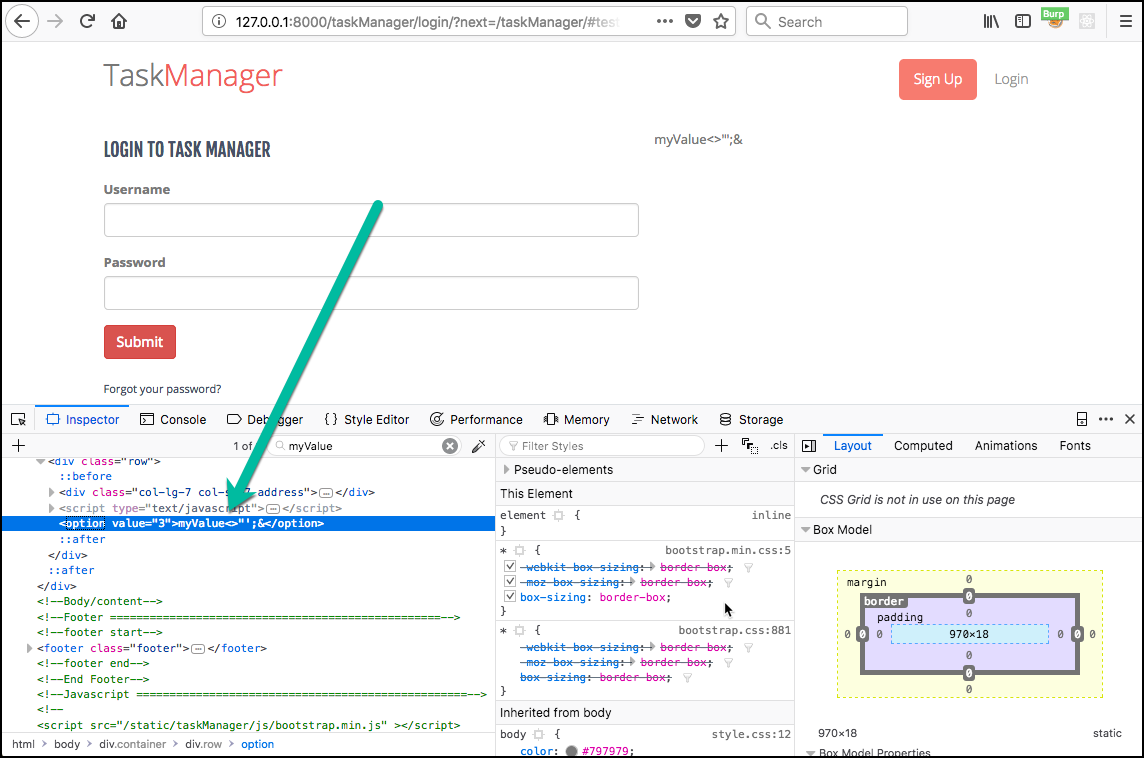 127.0.0.1:8000/taskManager/login/?next=/taskManager/#test
Search
Burp
TaskManager
Sign Up
Login
LOGIN TO TASK MANAGER
myValue<>"';&
Username
Password
Submit
Forgot your password?
Inspector
Console
Debugger
{} Style Editor
Performance
Memory
Network
Storage
1 of
myValue
Filter Styles
.cls
Layout
Computed
Animations
Fonts
<div class="row">
::before
<div class="col-lg-7 col-s 7 address"></div>
<script type="text/javascript"></script>
<option value="3">myValue<>"';&</option>
::after
</div>
::after
</div>
<!--Body/content-->
<!--Footer ===================================================-->
<!--footer start-->
<footer class="footer"></footer>
<!--footer end-->
<!--End Footer-->
<!--Javascript ===================================================-->
<!--
<script src="/static/taskManager/js/bootstrap.min.js" ></script>
html > body > div.container > div.row > option
Pseudo-elements
This Element
element {
inline
}
* {
bootstrap.min.css:5
-webkit-box-sizing: border-box;
-moz-box-sizing: border-box;
box-sizing: border-box;
}
* {
bootstrap.css:881
-webkit-box-sizing: border-box;
-moz-box-sizing: border-box;
box-sizing: border-box;
}
Inherited from body
body {
style.css:12
color: #797979;
Grid
CSS Grid is not in use on this page
Box Model
margin
0
border
0
padding
0
0 0 0 970×18 0 0 0
0
0
0
970×18
static
Box Model Properties